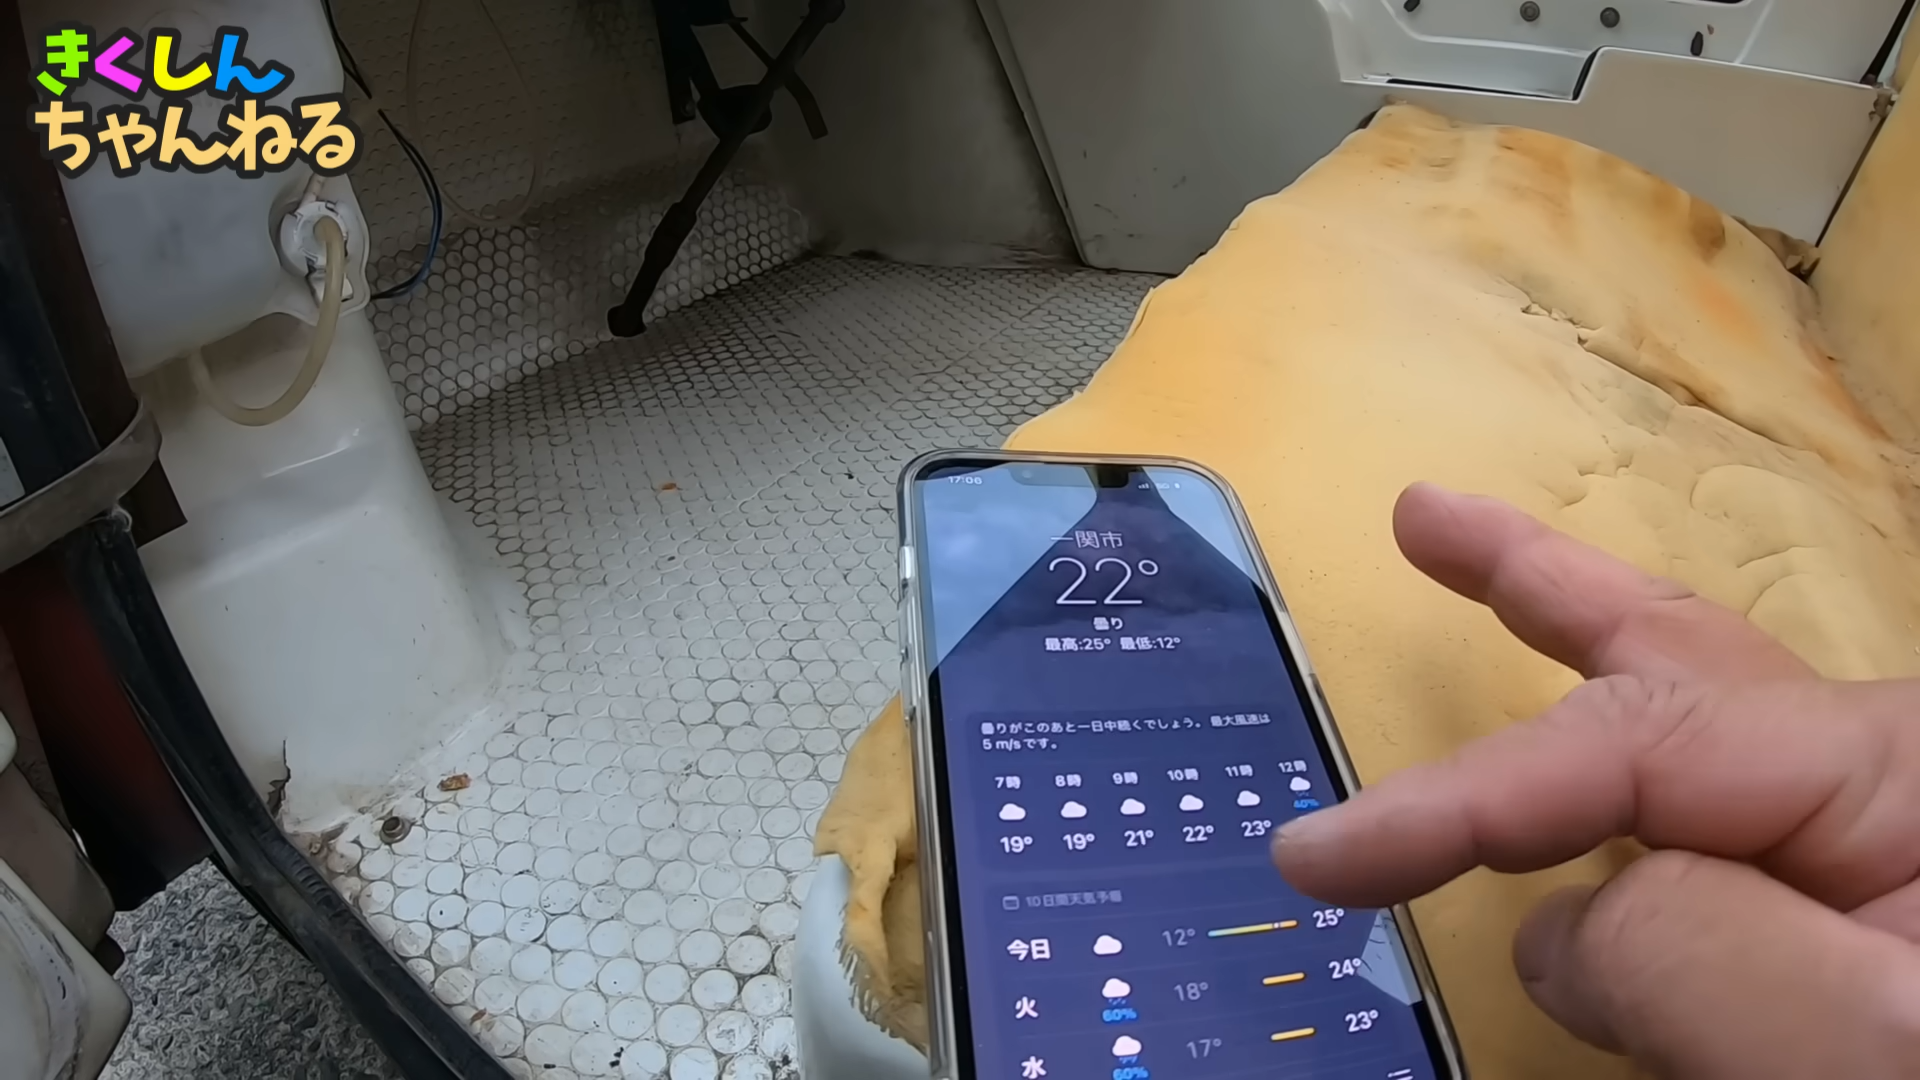 きくしん
ちゃんねる
17:06
一関市
22°
曇り
最高:25° 最低:12°
曇りがこのあと一日中続くでしょう。最大風速は
5 m/sです。
7時 8時 9時 10時 11時 12時
40%
19° 19° 21° 22° 23°
10日間天気予報
今日 12° 25°
火 60% 18° 24°
水 60% 17° 23°